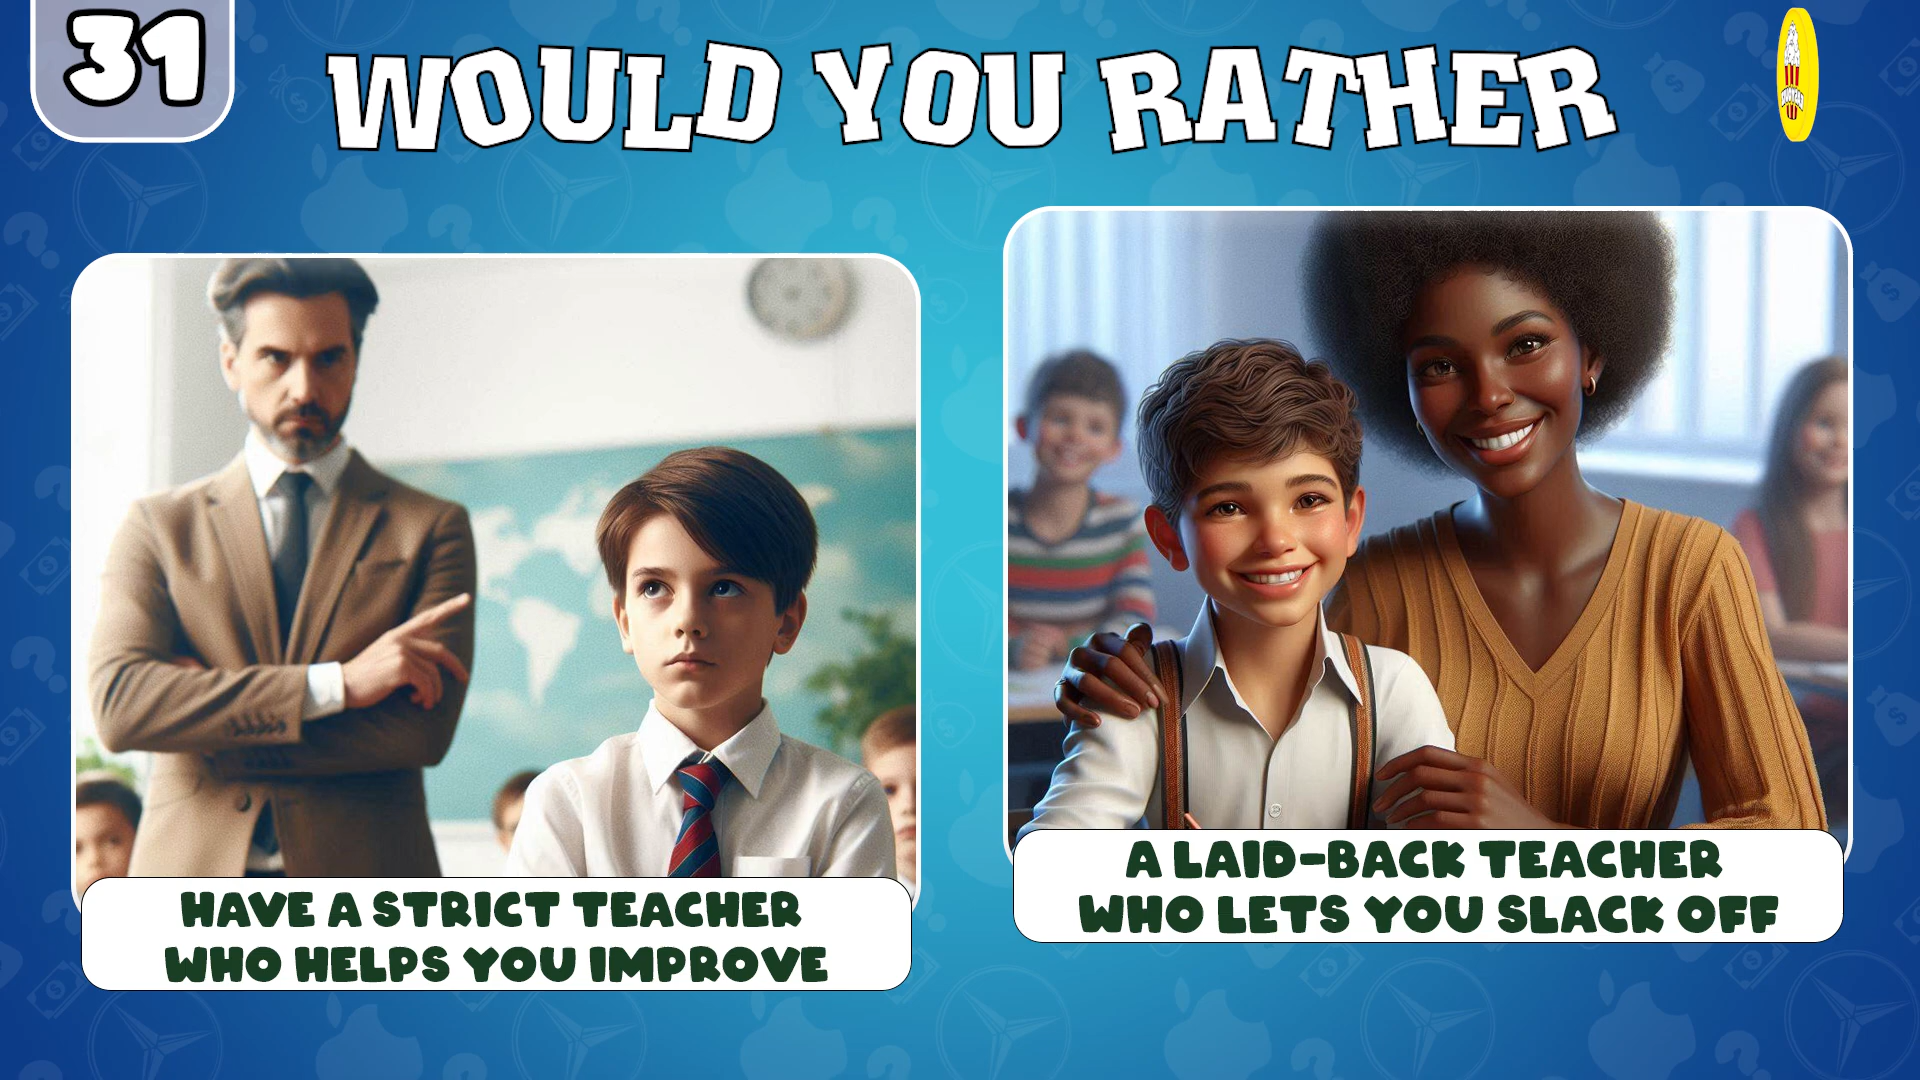 31
WOULD YOU RATHER
HAVE A STRICT TEACHER
WHO HELPS YOU IMPROVE
A LAID-BACK TEACHER
WHO LETS YOU SLACK OFF